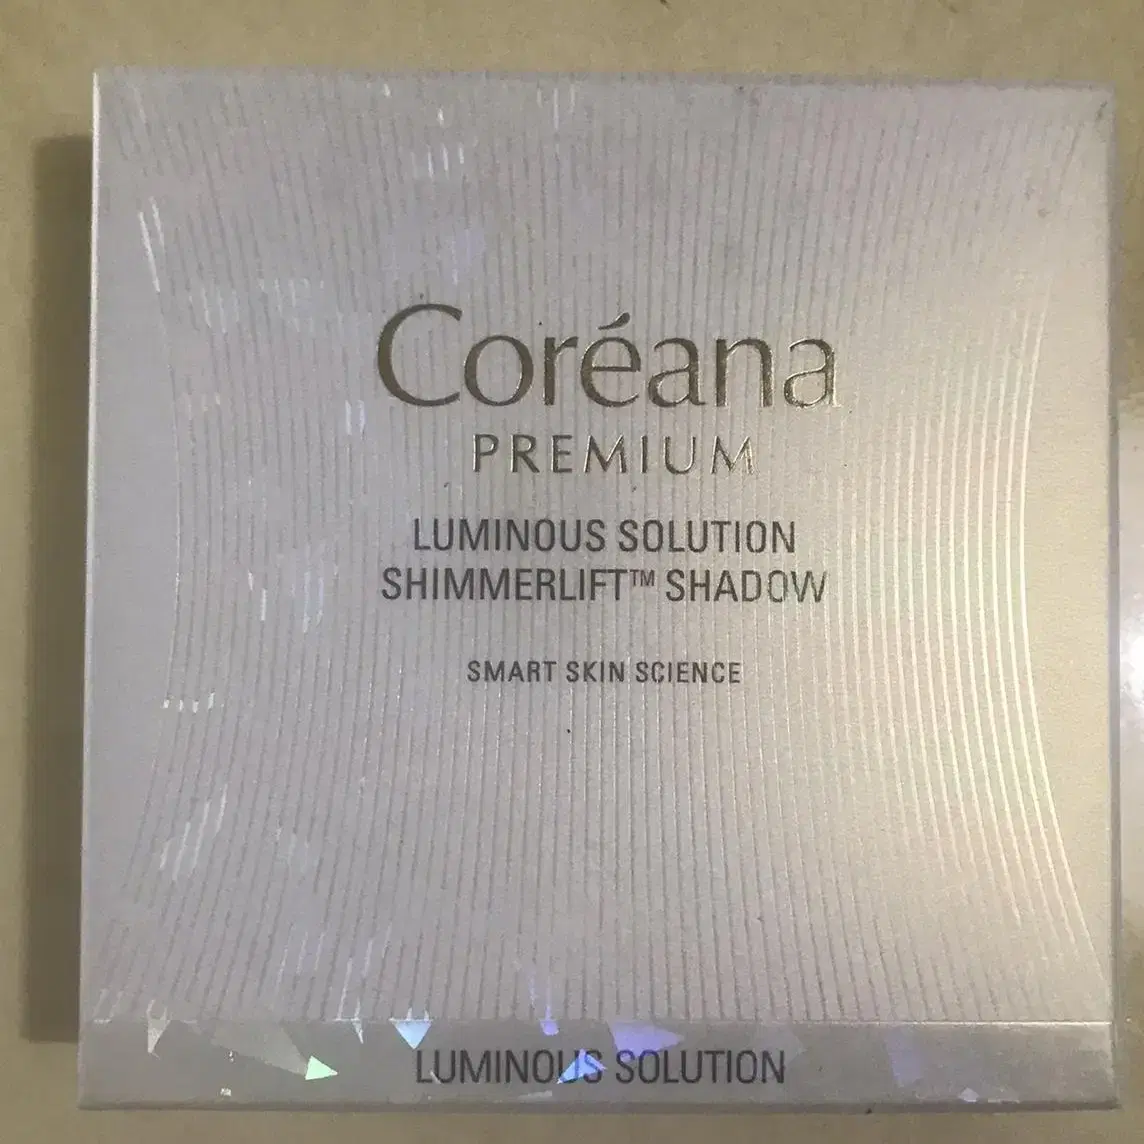 Coréana
PREMIUM
LUMINOUS SOLUTION
SHIMMERLIFT™ SHADOW
SMART SKIN SCIENCE
LUMINOUS SOLUTION